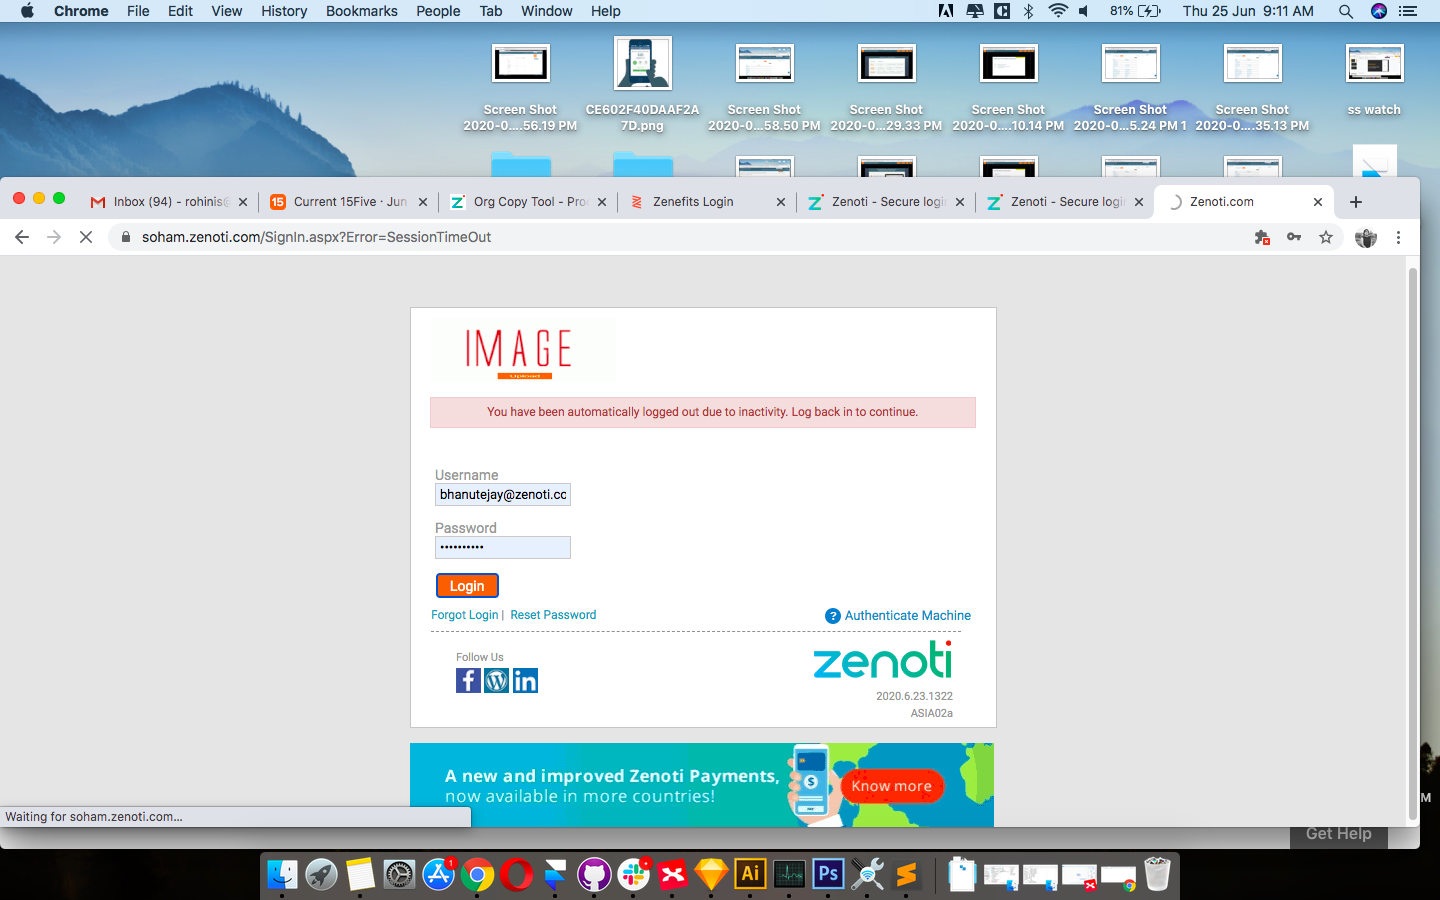 Chrome File Edit View History Bookmarks People Tab Window Help 81% Thu 25 Jun 9:11 AM
Screen Shot
2020-0....56.19 PM
CE602F40DAAF2A
7D.png
Screen Shot
2020-0....58.50 PM
Screen Shot
2020-0...29.33 PM
Screen Shot
2020-0....10.14 PM
Screen Shot
2020-0...5.24 PM 1
Screen Shot
2020-0....35.13 PM
ss watch
Inbox (94) - rohinis@
15 Current 15Five · Jun
Org Copy Tool - Pro
Zenefits Login
Zenoti - Secure login
Zenoti - Secure login
Zenoti.com
soham.zenoti.com/SignIn.aspx?Error=SessionTimeOut
IMAGE
Upload
You have been automatically logged out due to inactivity. Log back in to continue.
Username
bhanutejay@zenoti.cc
Password
Login
Forgot Login | Reset Password
? Authenticate Machine
Follow Us
zenoti
2020.6.23.1322
ASIA02a
A new and improved Zenoti Payments,
now available in more countries!
Know more
Waiting for soham.zenoti.com...
M
Get Help
1
Ai
Ps